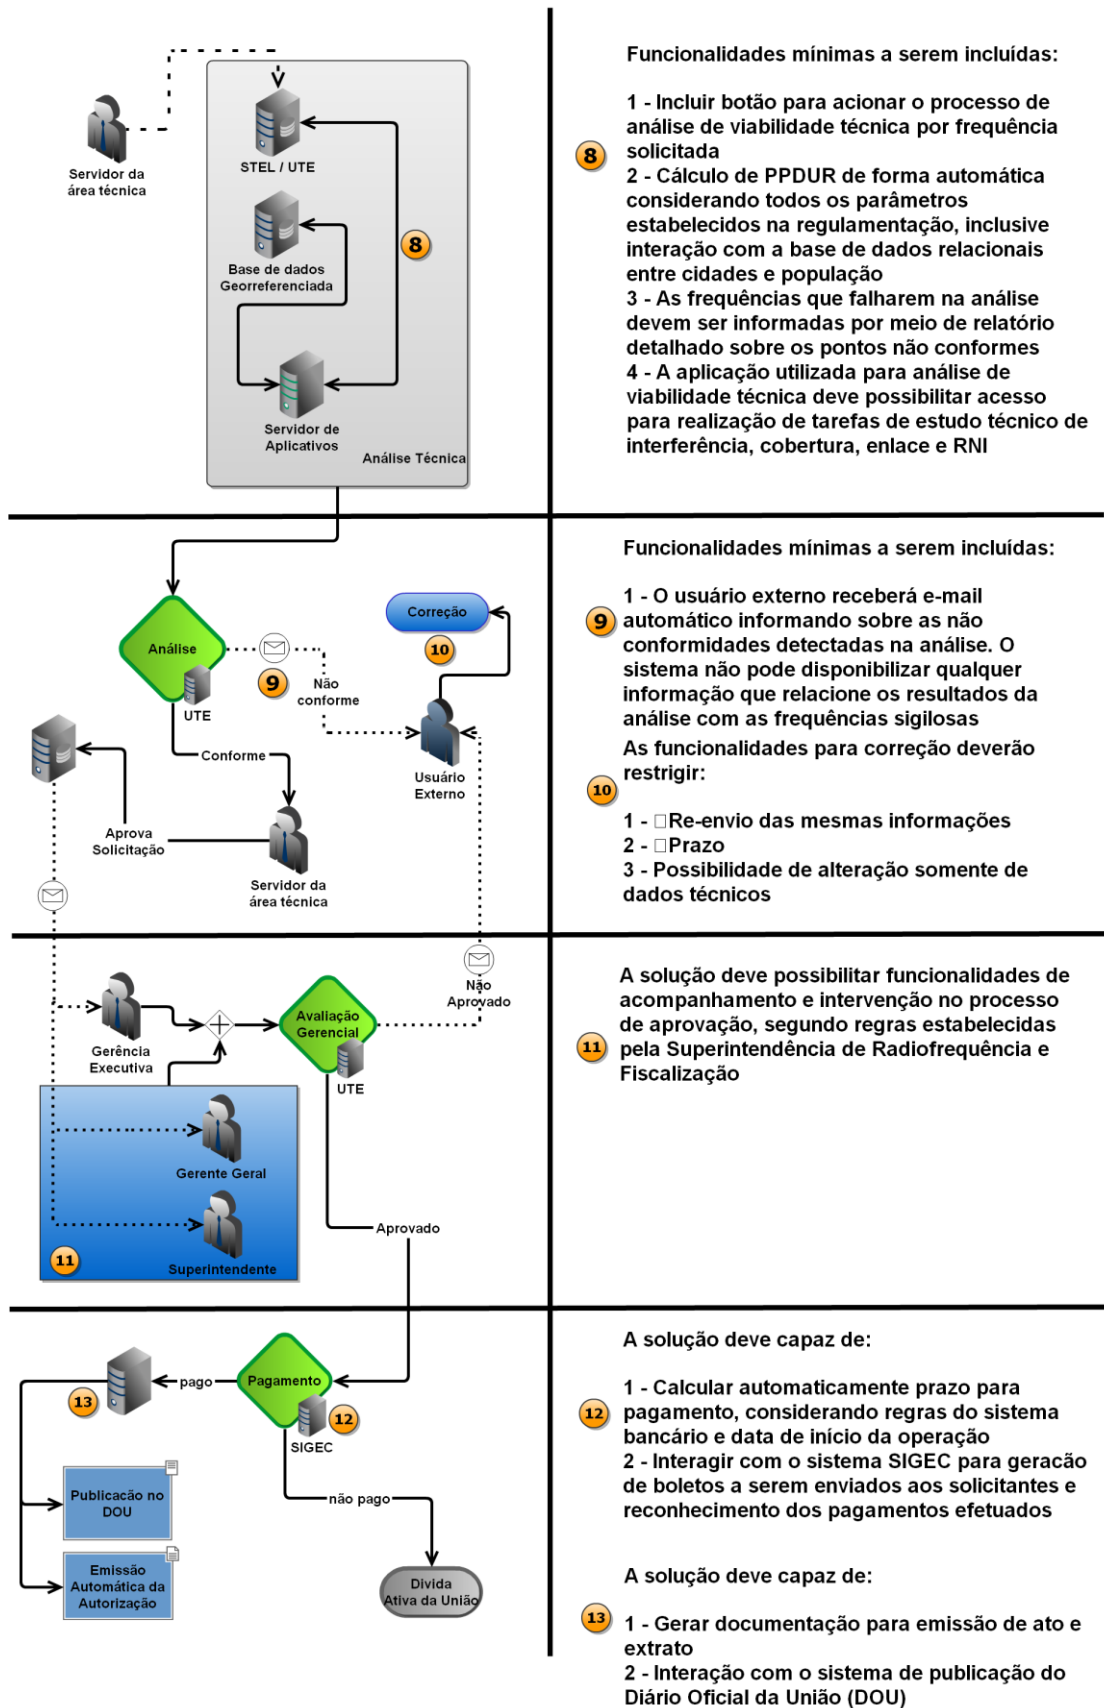 Servidor da
área técnica
STEL / UTE
Base de dados
Georreferenciada
8
Servidor de
Aplicativos
Análise Técnica
Funcionalidades mínimas a serem incluídas:
8
1 - Incluir botão para acionar o processo de
análise de viabilidade técnica por frequência
solicitada
2 - Cálculo de PPDUR de forma automática
considerando todos os parâmetros
estabelecidos na regulamentação, inclusive
interação com a base de dados relacionais
entre cidades e população
3 - As frequências que falharem na análise
devem ser informadas por meio de relatório
detalhado sobre os pontos não conformes
4 - A aplicação utilizada para análise de
viabilidade técnica deve possibilitar acesso
para realização de tarefas de estudo técnico de
interferência, cobertura, enlace e RNI
Análise
UTE
9
Não
conforme
Correção
10
Usuário
Externo
Conforme
Aprova
Solicitação
Servidor da
área técnica
Funcionalidades mínimas a serem incluídas:
9
1 - O usuário externo receberá e-mail
automático informando sobre as não
conformidades detectadas na análise. O
sistema não pode disponibilizar qualquer
informação que relacione os resultados da
análise com as frequências sigilosas
10
As funcionalidades para correção deverão
restrigir:
1 - □Re-envio das mesmas informações
2 - □Prazo
3 - Possibilidade de alteração somente de
dados técnicos
Gerência
Executiva
Avaliação
Gerencial
UTE
Não
Aprovado
Gerente Geral
Superintendente
11
Aprovado
11
A solução deve possibilitar funcionalidades de
acompanhamento e intervenção no processo
de aprovação, segundo regras estabelecidas
pela Superintendência de Radiofrequência e
Fiscalização
13
pago
Pagamento
12
SIGEC
não pago
Publicacão no
DOU
Emissão
Automática da
Autorização
Divida
Ativa da União
A solução deve capaz de:
12
1 - Calcular automaticamente prazo para
pagamento, considerando regras do sistema
bancário e data de início da operação
2 - Interagir com o sistema SIGEC para geracão
de boletos a serem enviados aos solicitantes e
reconhecimento dos pagamentos efetuados
A solução deve capaz de:
13
1 - Gerar documentação para emissão de ato e
extrato
2 - Interação com o sistema de publicação do
Diário Oficial da União (DOU)